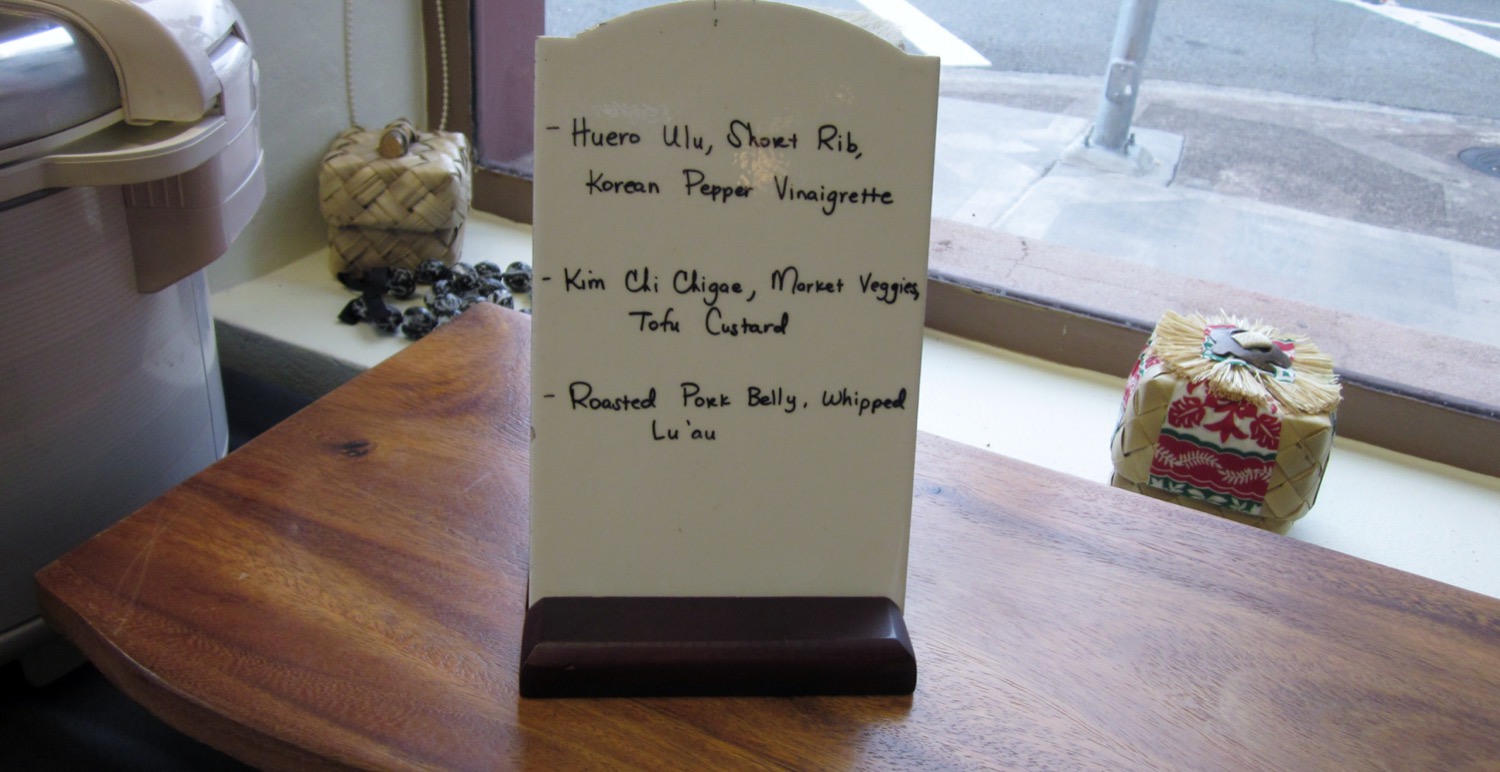 - Huero Ulu, Short Rib,
Korean Pepper Vinaigrette
- Kim Chi Chigae, Market Veggies,
Tofu Custard
- Roasted Pork Belly, Whipped
Lu'au